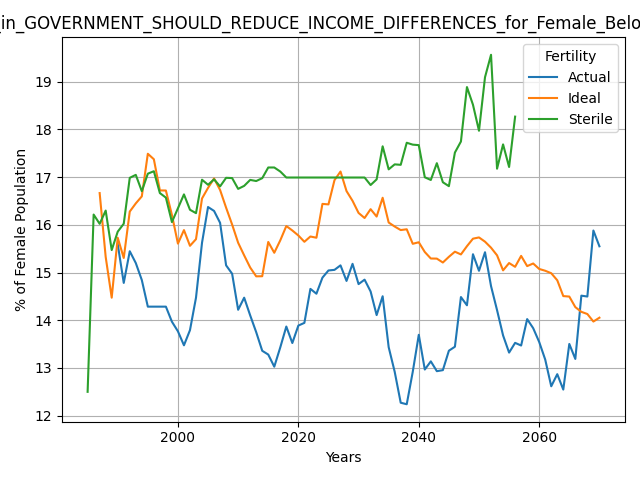 _in_GOVERNMENT_SHOULD_REDUCE_INCOME_DIFFERENCES_for_Female_Belo
Fertility
Actual
Ideal
Sterile
% of Female Population
19
18
17
16
15
14
13
12
2000
2020
2040
2060
Years